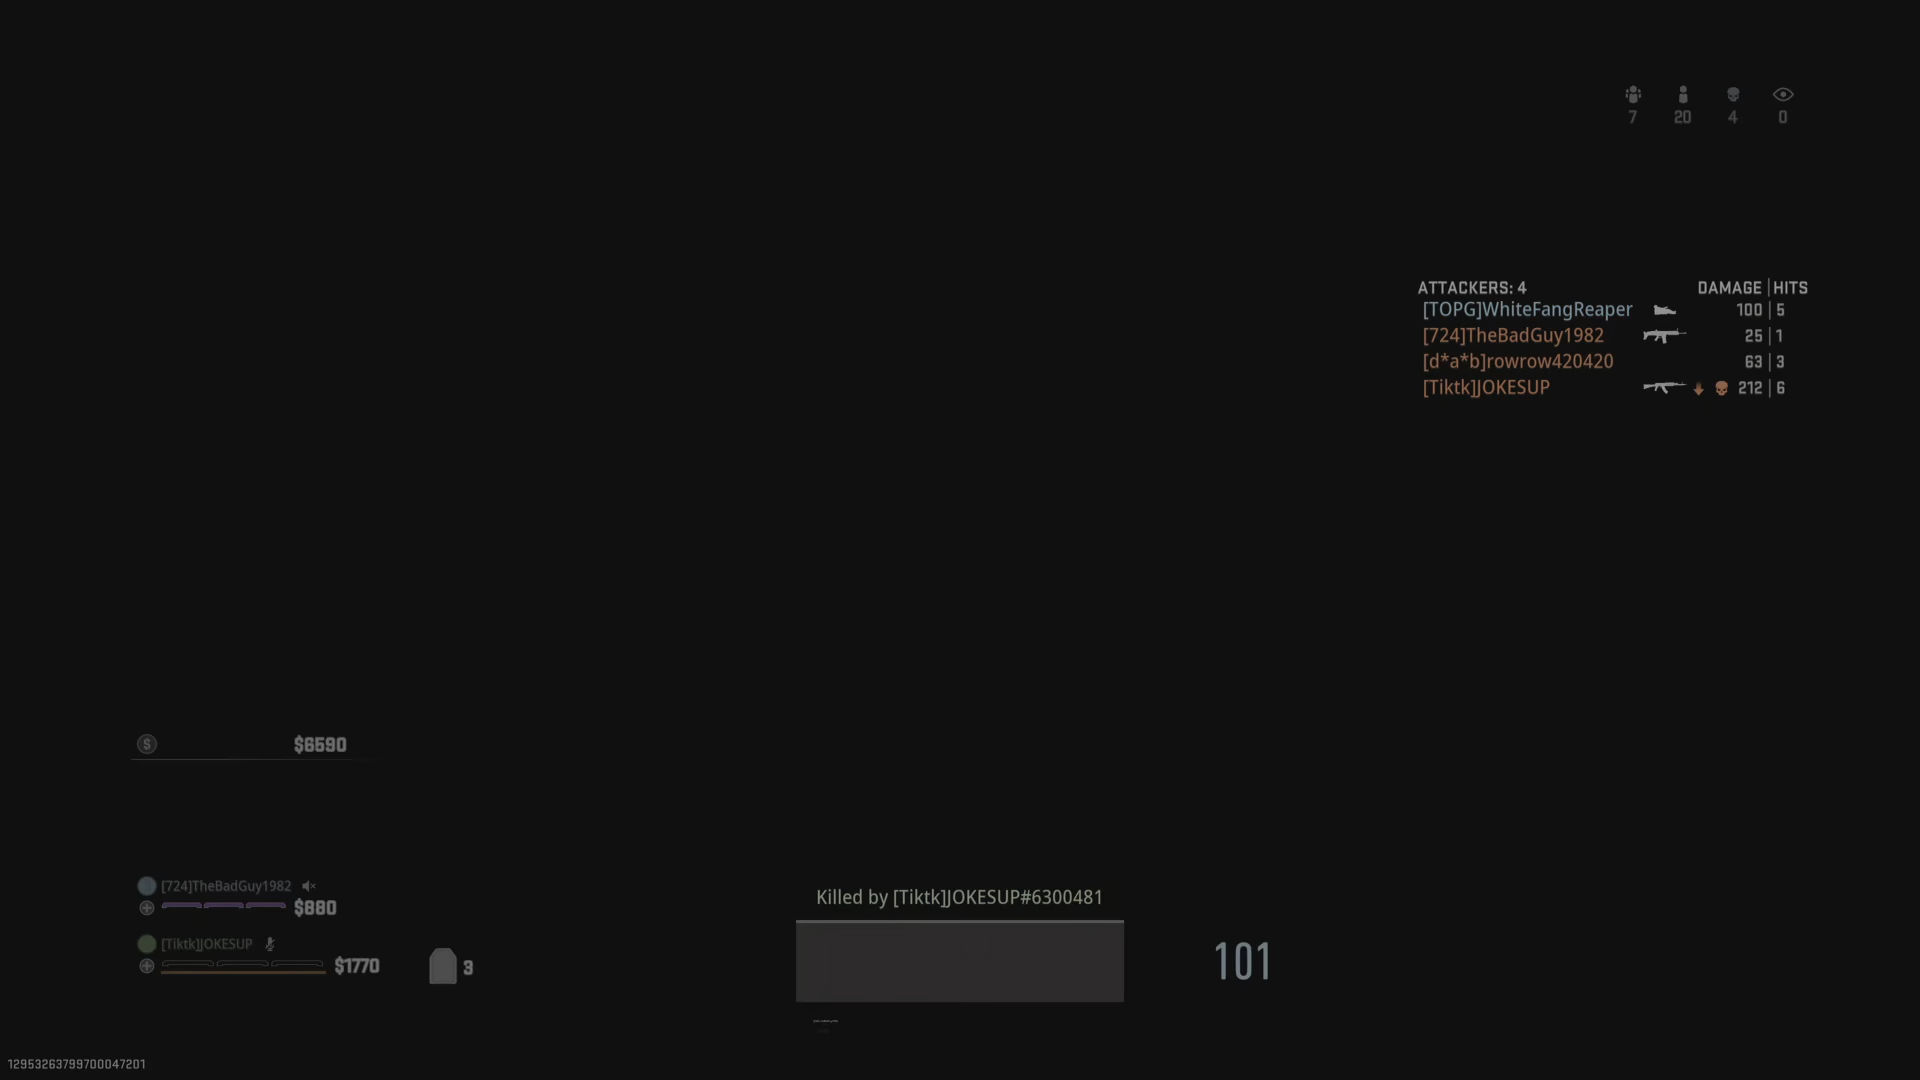 7 20 4 0
ATTACKERS: 4 DAMAGE | HITS
[TOPG]WhiteFangReaper 100 | 5
[724]TheBadGuy1982 25 | 1
[d*a*b]rowrow420420 63 | 3
[Tiktk]JOKESUP 212 | 6
$ $6590
[724]TheBadGuy1982
$880
[Tiktk]JOKESUP
$1770 3
Killed by [Tiktk]JOKESUP#6300481
101
12953263799700047201